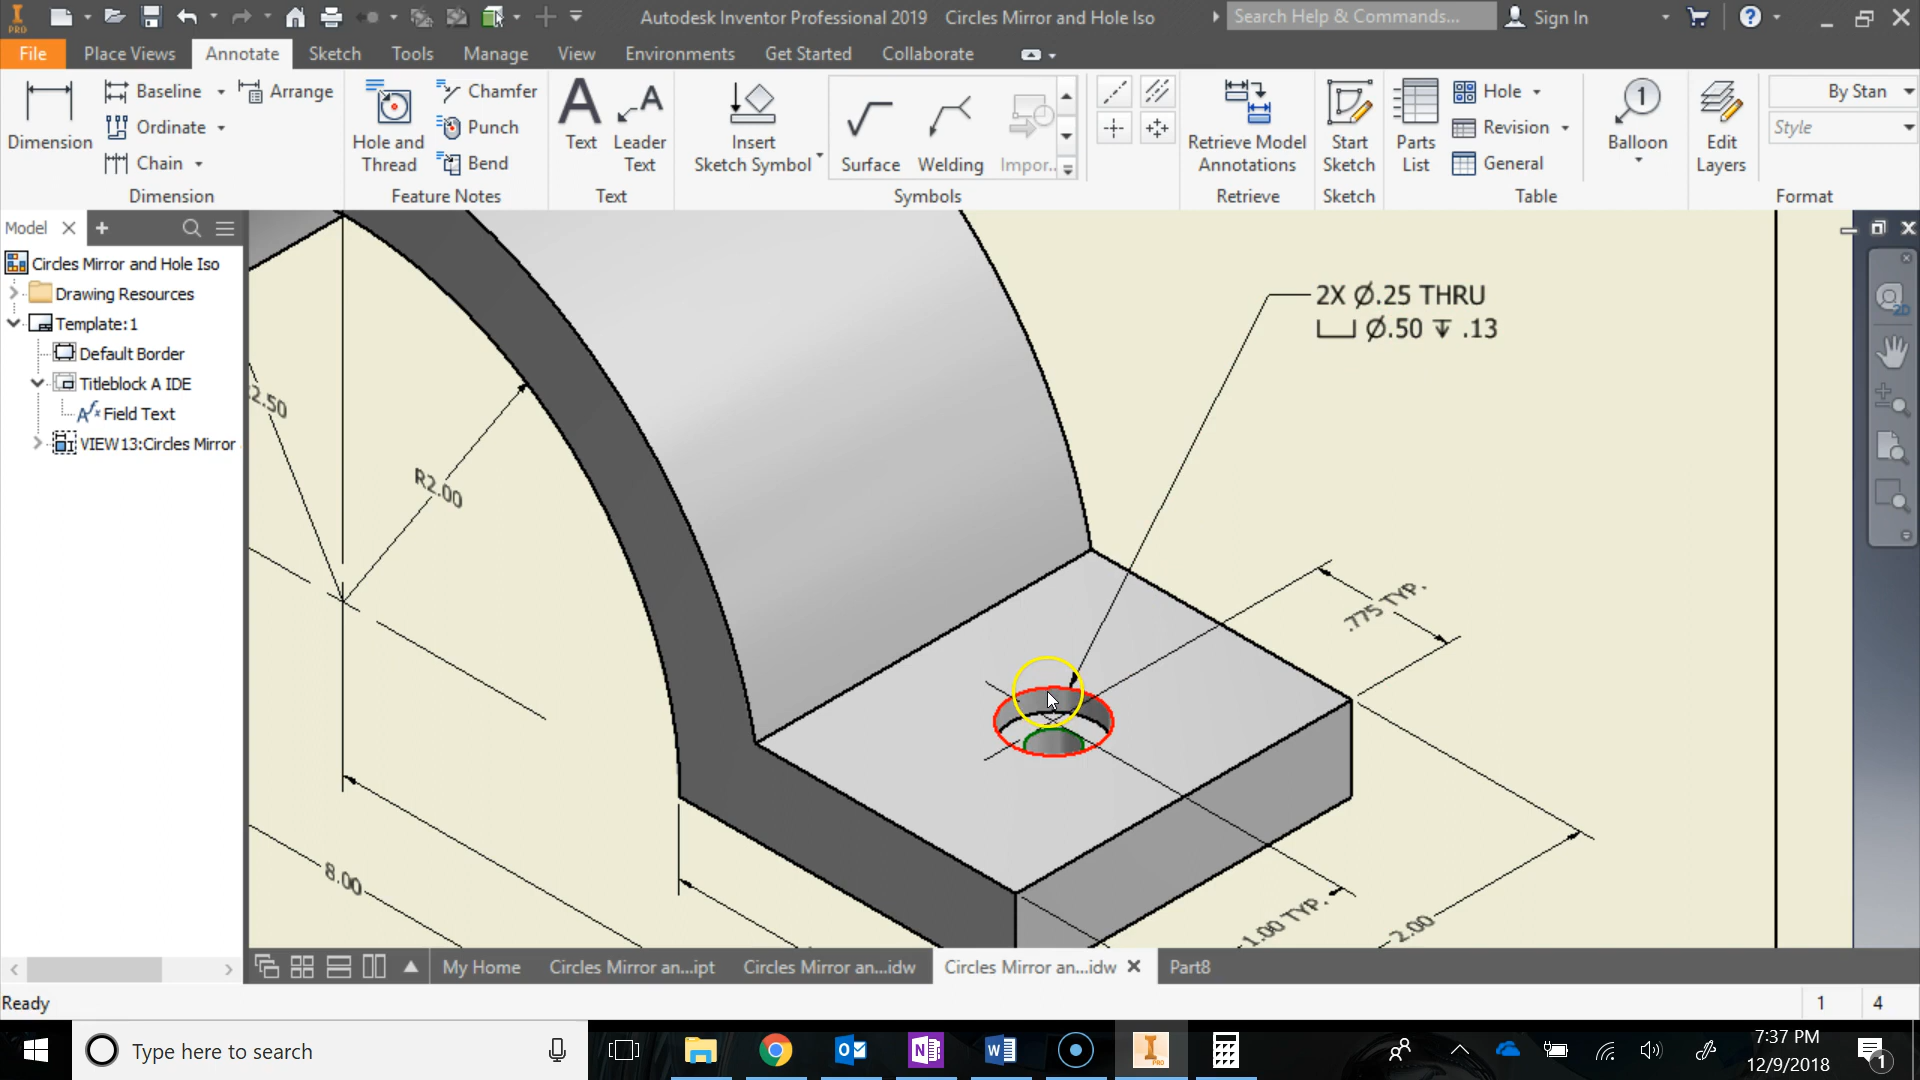 PRO
Autodesk Inventor Professional 2019 Circles Mirror and Hole Iso
Search Help & Commands...
Sign In
File
Place Views
Annotate
Sketch
Tools
Manage
View
Environments
Get Started
Collaborate
Dimension
Baseline
Arrange
Ordinate
Chain
Dimension
Hole and Thread
Chamfer
Punch
Bend
Feature Notes
Text
Leader Text
Text
Insert Sketch Symbol
Surface
Welding
Impor..
Symbols
Retrieve Model Annotations
Retrieve
Start Sketch
Sketch
Parts List
Hole
Revision
General
Table
Balloon
Edit Layers
By Stan
Style
Format
Model
Circles Mirror and Hole Iso
Drawing Resources
Template:1
Default Border
Titleblock A IDE
Field Text
VIEW13:Circles Mirror
2X Ø.25 THRU
⌴ Ø.50 ↧ .13
2.50
R2.00
.775 TYP.
8.00
1.00 TYP.
2.00
2D
My Home
Circles Mirror an...ipt
Circles Mirror an...idw
Circles Mirror an...idw
Part8
Ready
1
4
Type here to search
7:37 PM
12/9/2018
1